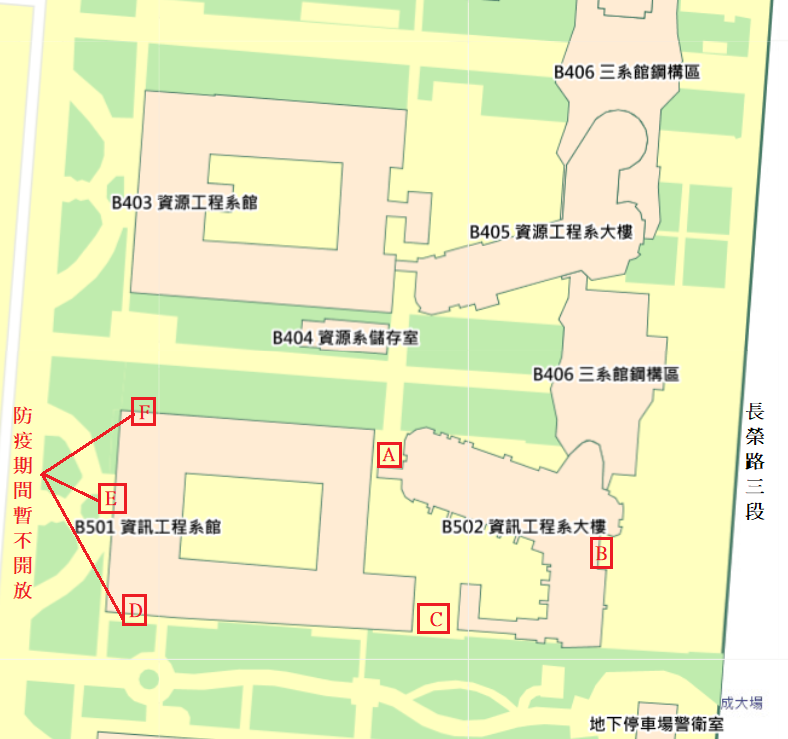 B406 三系館鋼構區
B403 資源工程系館
B405 資源工程系大樓
B404 資源系儲存室
B406 三系館鋼構區
防疫期間暫不開放
F
長榮路三段
A
E
B501 資訊工程系館
B502 資訊工程系大樓
B
D
C
成大場
地下停車場警衛室